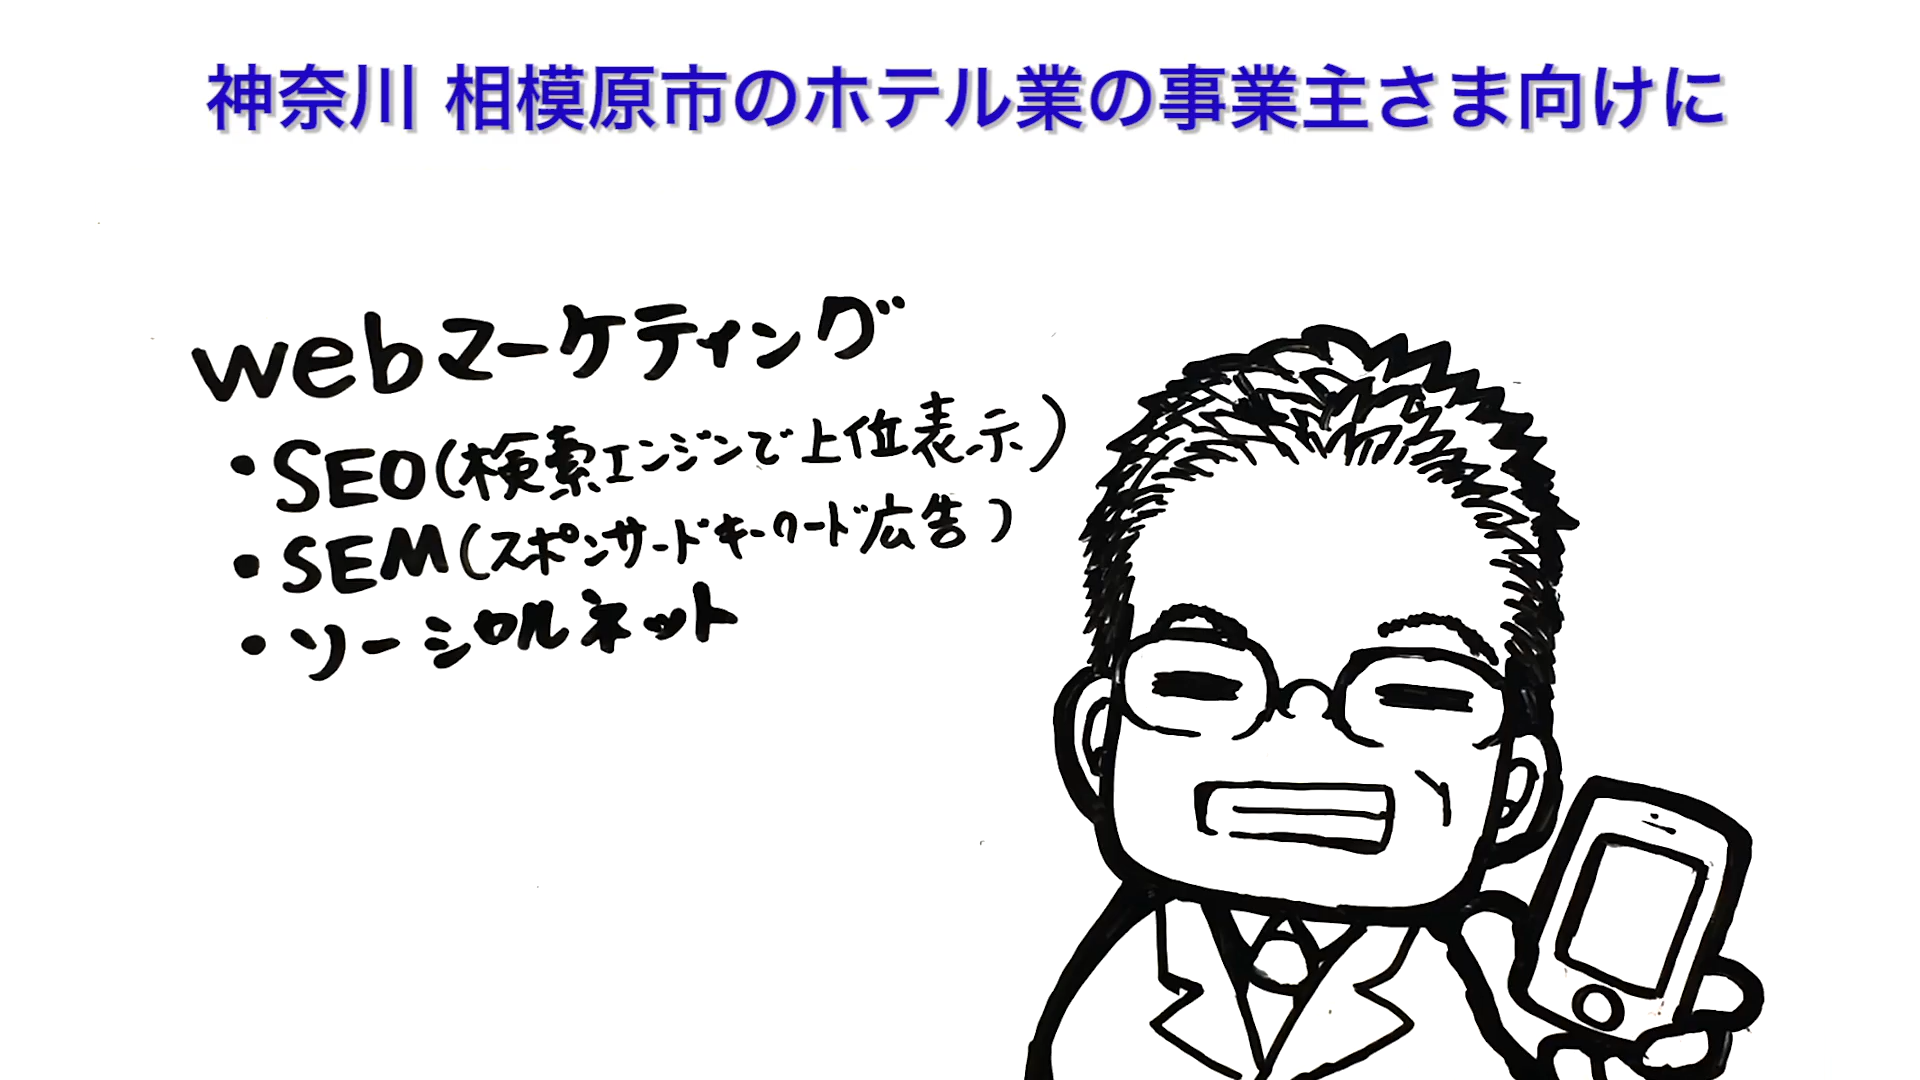 神奈川 相模原市のホテル業の事業主さま向けに
webマーケティング
・SEO(検索エンジンで上位表示)
・SEM(スポンサードキーワード広告)
・ソーシャルネット